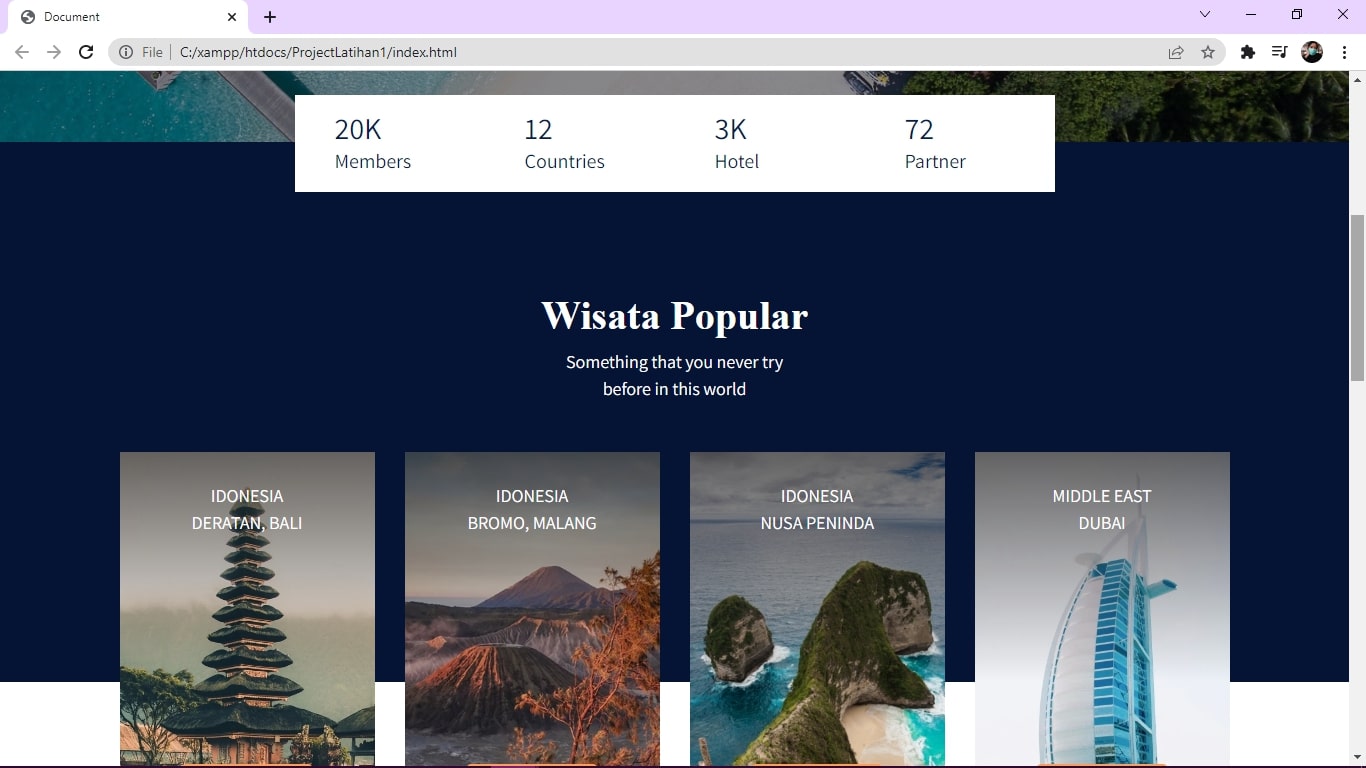 Document
File
C:/xampp/htdocs/ProjectLatihan1/index.html
20K
Members
12
Countries
3K
Hotel
72
Partner
Wisata Popular
Something that you never try
before in this world
IDONESIA
DERATAN, BALI
IDONESIA
BROMO, MALANG
IDONESIA
NUSA PENINDA
MIDDLE EAST
DUBAI